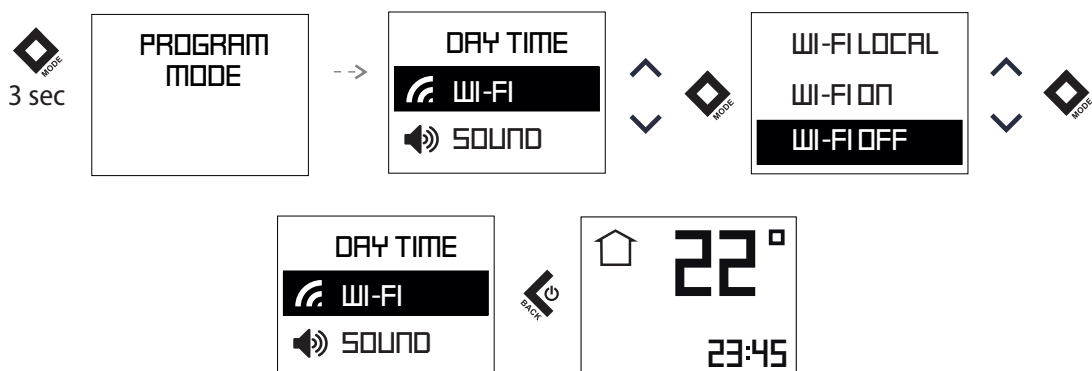 MODE
3 sec
PROGRAM
MODE
DAY TIME
WI-FI
SOUND
MODE
WI-FI LOCAL
WI-FI ON
WI-FI OFF
MODE
DAY TIME
WI-FI
SOUND
BACK
22°
23:45